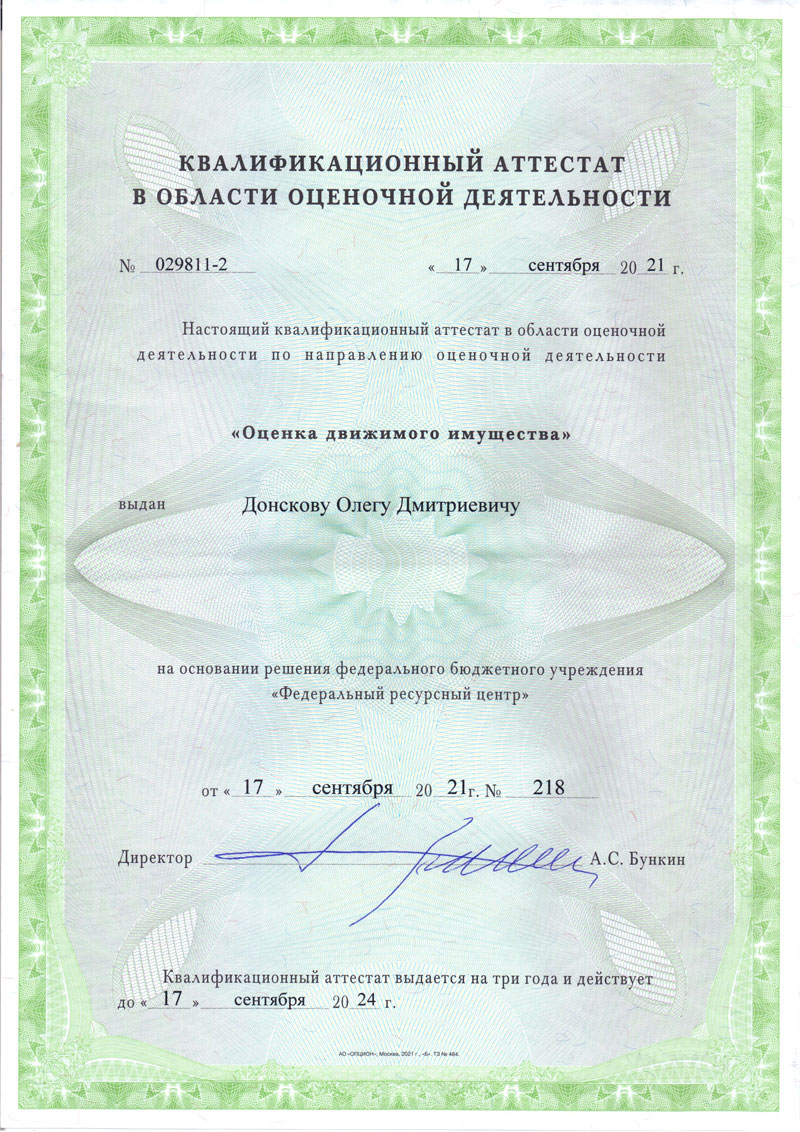 КВАЛИФИКАЦИОННЫЙ АТТЕСТАТ
В ОБЛАСТИ ОЦЕНОЧНОЙ ДЕЯТЕЛЬНОСТИ
№ 029811-2 « 17 » сентября 20 21 г.
Настоящий квалификационный аттестат в области оценочной
деятельности по направлению оценочной деятельности
«Оценка движимого имущества»
выдан Донскову Олегу Дмитриевичу
на основании решения федерального бюджетного учреждения
«Федеральный ресурсный центр»
от « 17 » сентября 20 21г. № 218
Директор А.С. Бункин
Квалификационный аттестат выдается на три года и действует
до « 17 » сентября 20 24 г.
АО «ОПЦИОН», Москва, 2021 г., «Б». ТЗ № 484.